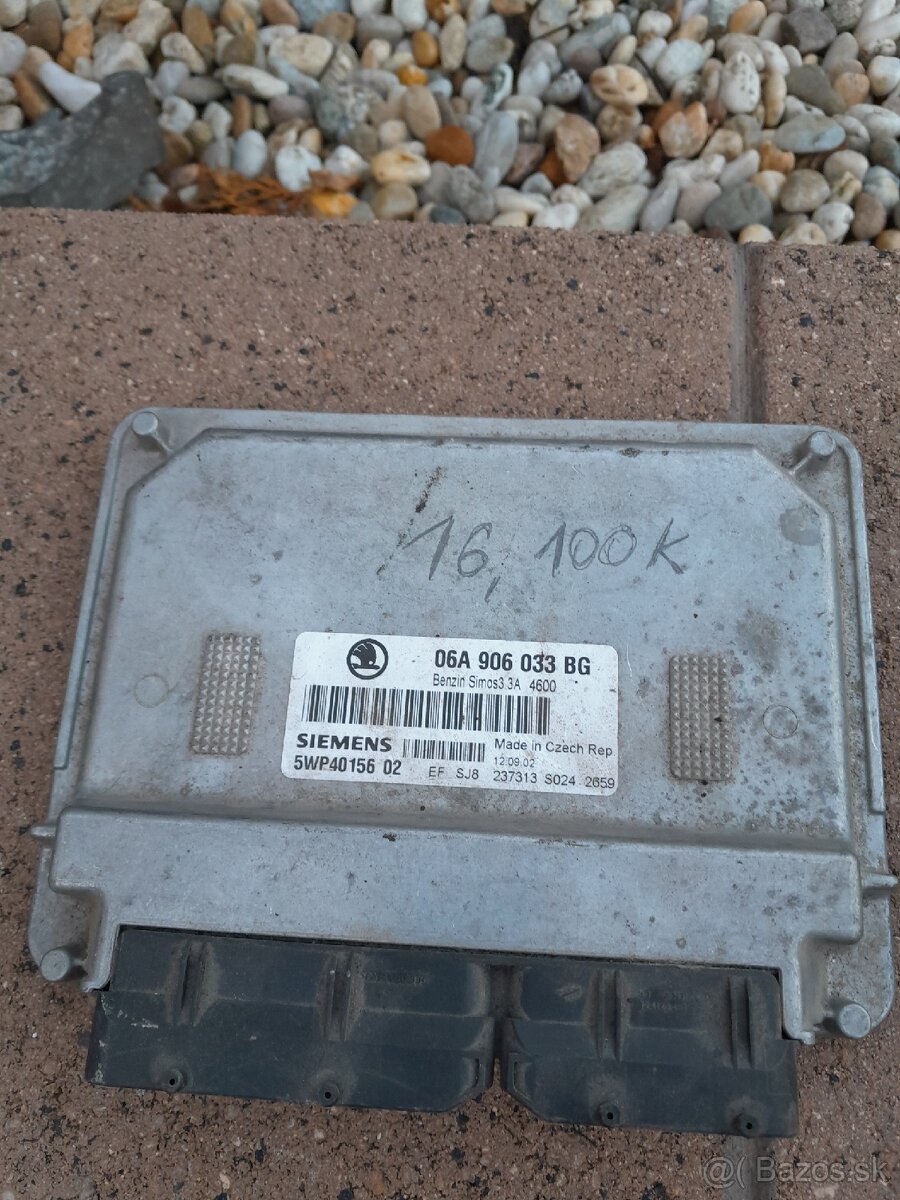 16, 100k
06A 906 033 BG
Benzin Simos3.3A 4600
SIEMENS
Made in Czech Rep
12.09.02
5WP40156 02
EF SJ8 237313 S024 2659
@( Bazos.sk